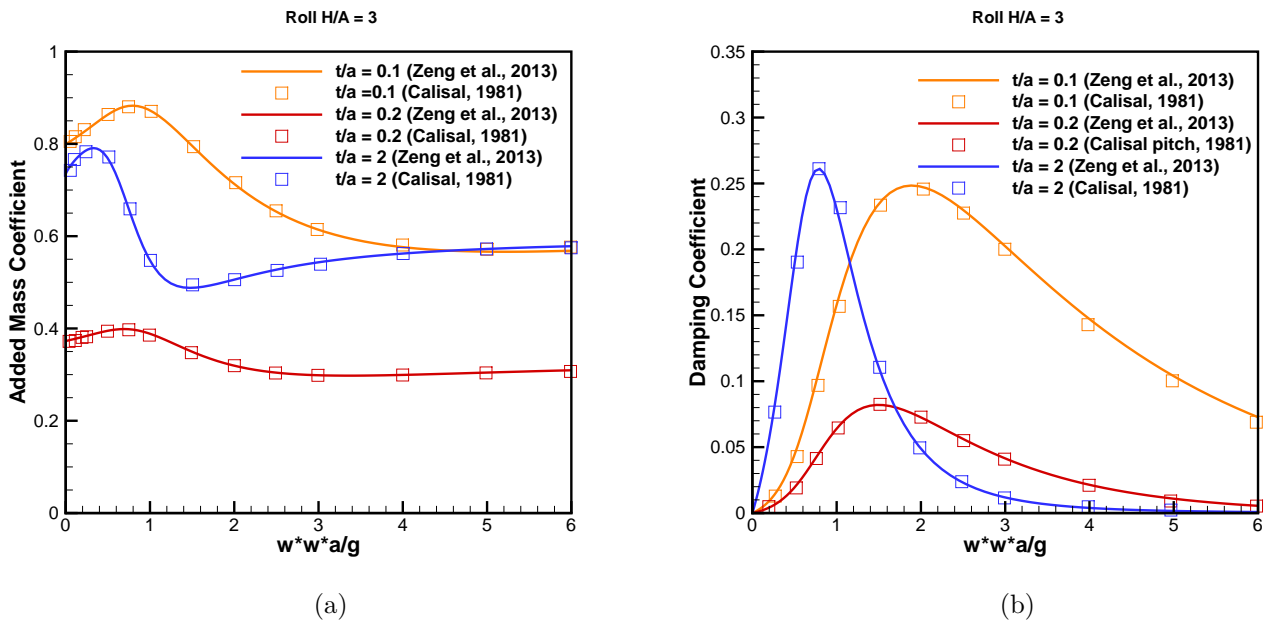 Roll H/A = 3
Added Mass Coefficient
1
0.8
0.6
0.4
0.2
0
0 1 2 3 4 5 6
w*w*a/g
t/a = 0.1 (Zeng et al., 2013)
t/a =0.1 (Calisal, 1981)
t/a = 0.2 (Zeng et al., 2013)
t/a = 0.2 (Calisal, 1981)
t/a = 2 (Zeng et al., 2013)
t/a = 2 (Calisal, 1981)
(a)
Roll H/A = 3
Damping Coefficient
0.35
0.3
0.25
0.2
0.15
0.1
0.05
0
0 1 2 3 4 5 6
w*w*a/g
t/a = 0.1 (Zeng et al., 2013)
t/a = 0.1 (Calisal, 1981)
t/a = 0.2 (Zeng et al., 2013)
t/a = 0.2 (Calisal pitch, 1981)
t/a = 2 (Zeng et al., 2013)
t/a = 2 (Calisal, 1981)
(b)